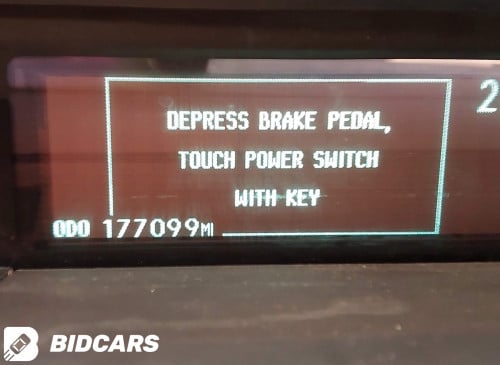 2
DEPRESS BRAKE PEDAL,
TOUCH POWER SWITCH
WITH KEY
ODO 177099MI
BIDCARS